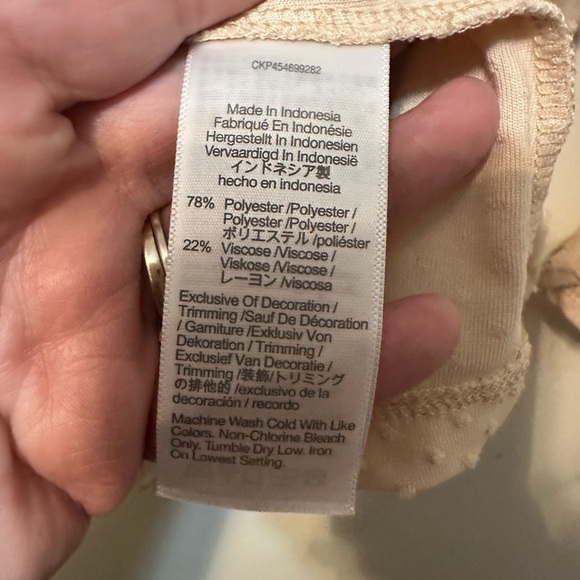 CKP454699282
Made In Indonesia
Fabriqué En Indonésie
Hergestellt In Indonesien
Vervaardigd In Indonesië
インドネシア製
hecho en indonesia
78% Polyester /Polyester /
Polyester /Polyester /
ポリエステル /poliéster
22% Viscose /Viscose /
Viskose /Viscose /
レーヨン /viscosa
Exclusive Of Decoration /
Trimming /Sauf De Décoration
/ Garniture /Exklusiv Von
Dekoration / Trimming /
Exclusief Van Decoratie /
Trimming /装飾/トリミング
の排他的 /exclusivo de la
decoración / recordo
Machine Wash Cold With Like
Colors. Non-Chlorine Bleach
Only. Tumble Dry Low. Iron
On Lowest Setting.